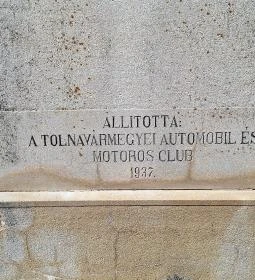 ÁLLITOTTA:
A TOLNAVÁRMEGYEI AUTOMOBIL ÉS
MOTOROS CLUB
1937.